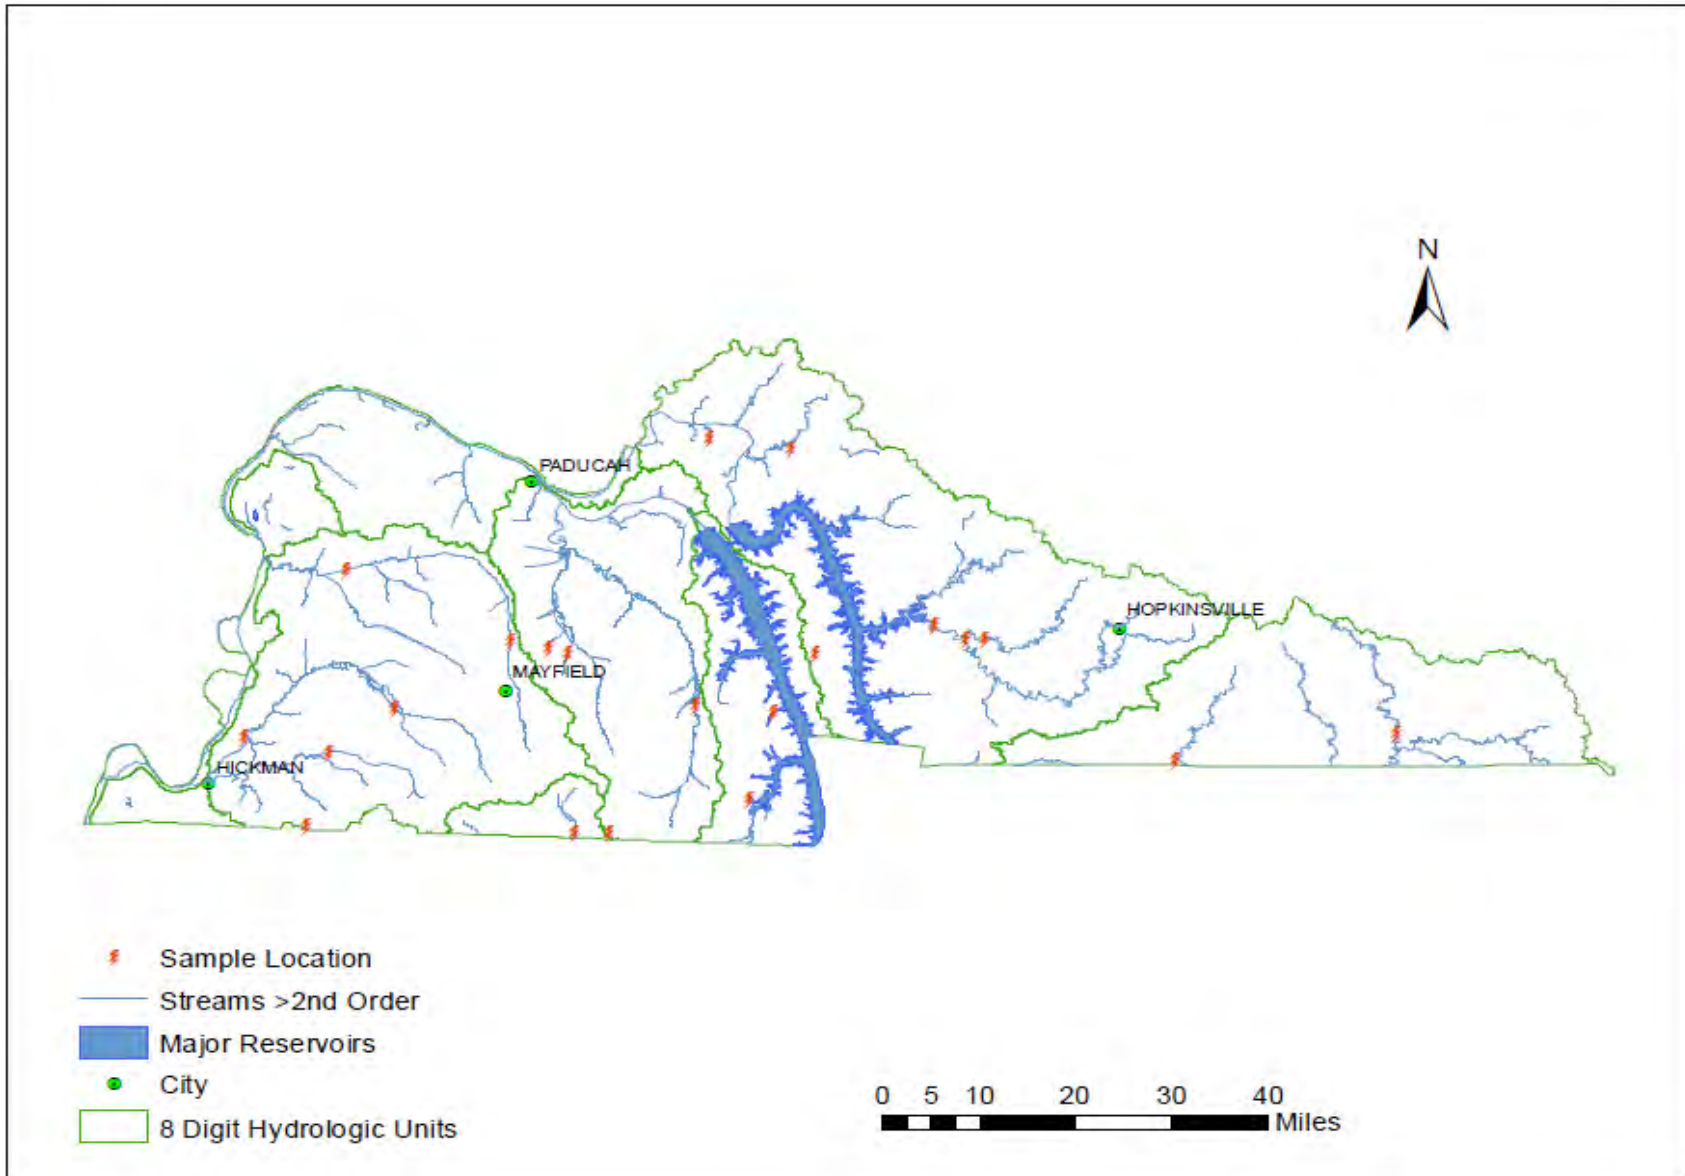 N
PADUCAH
HOPKINSVILLE
MAYFIELD
HICKMAN
Sample Location
Streams >2nd Order
Major Reservoirs
City
8 Digit Hydrologic Units
0 5 10 20 30 40
Miles